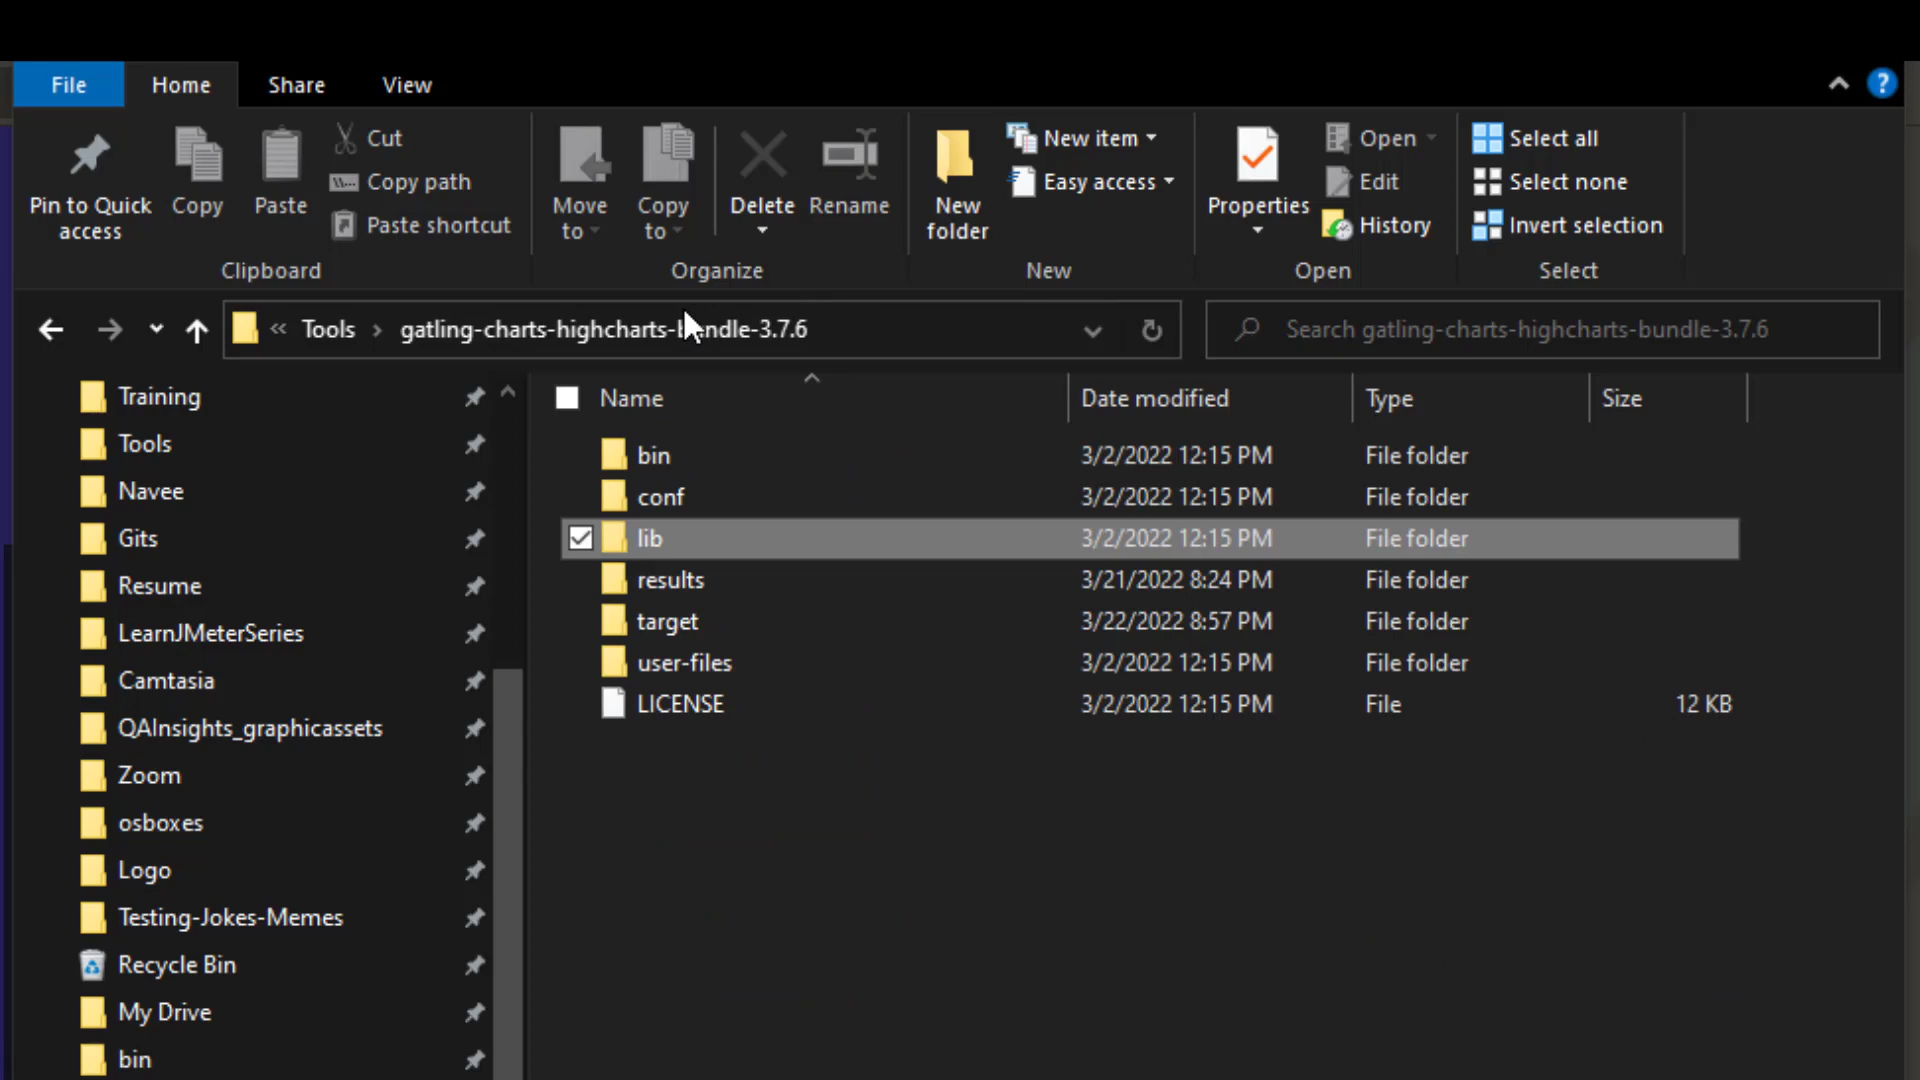 File Home Share View
Pin to Quick access
Copy
Paste
Cut
Copy path
Paste shortcut
Clipboard
Move to
Copy to
Delete
Rename
Organize
New folder
New item
Easy access
New
Properties
Open
Edit
History
Open
Select all
Select none
Invert selection
Select
« Tools > gatling-charts-highcharts-bundle-3.7.6
Search gatling-charts-highcharts-bundle-3.7.6
Training
Tools
Navee
Gits
Resume
LearnJMeterSeries
Camtasia
QAInsights_graphicassets
Zoom
osboxes
Logo
Testing-Jokes-Memes
Recycle Bin
My Drive
bin
Name Date modified Type Size
bin 3/2/2022 12:15 PM File folder
conf 3/2/2022 12:15 PM File folder
lib 3/2/2022 12:15 PM File folder
results 3/21/2022 8:24 PM File folder
target 3/22/2022 8:57 PM File folder
user-files 3/2/2022 12:15 PM File folder
LICENSE 3/2/2022 12:15 PM File 12 KB